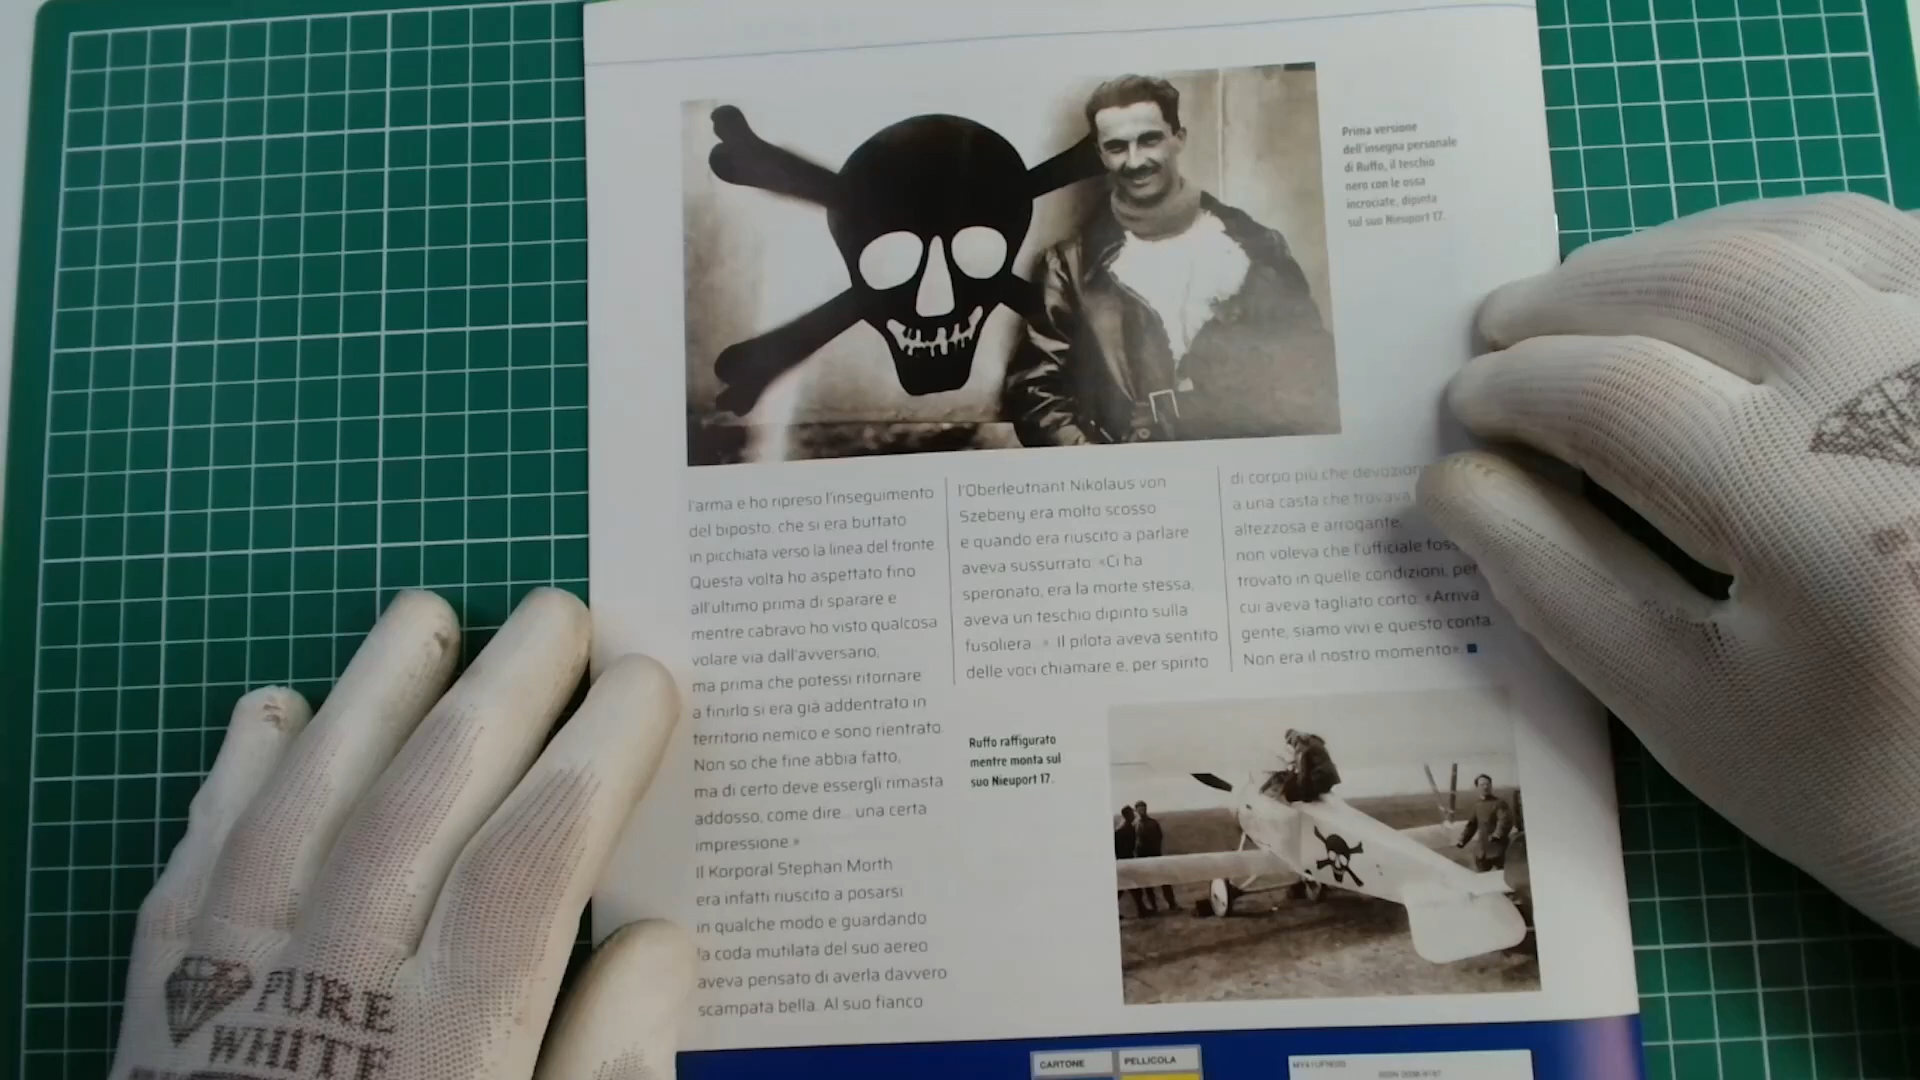 Prima versione
dell'insegna personale
di Ruffo, il teschio
nero con le ossa
incrociate, dipinta
sul suo Nieuport 17.
l'arma e ho ripreso l'inseguimento
del biposto, che si era buttato
in picchiata verso la linea del fronte
Questa volta ho aspettato fino
all'ultimo prima di sparare e
mentre cabravo ho visto qualcosa
volare via dall'avversario,
ma prima che potessi ritornare
a finirlo si era già addentrato in
territorio nemico e sono rientrato.
Non so che fine abbia fatto,
ma di certo deve essergli rimasta
addosso, come dire... una certa
impressione.»
Il Korporal Stephan Morth
era infatti riuscito a posarsi
in qualche modo e guardando
la coda mutilata del suo aereo
aveva pensato di averla davvero
scampata bella. Al suo fianco
l'Oberleutnant Nikolaus von
Szebeny era molto scosso
e quando era riuscito a parlare
aveva sussurrato: «Ci ha
speronato, era la morte stessa,
aveva un teschio dipinto sulla
fusoliera...» Il pilota aveva sentito
delle voci chiamare e, per spirito
di corpo più che devozion
a una casta che trovava
altezzosa e arrogante,
non voleva che l'ufficiale fos
trovato in quelle condizioni, per
cui aveva tagliato corto: «Arriva
gente, siamo vivi e questo conta.
Non era il nostro momento».
Ruffo raffigurato
mentre monta sul
suo Nieuport 17.
CARTONE
PELLICOLA
PURE
WHITE